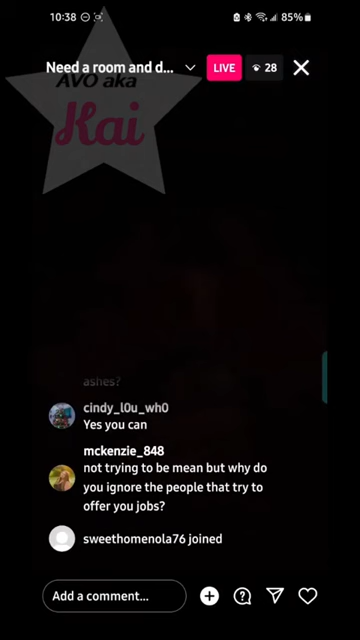 10:38
85%
Need a room and d...
LIVE
28
AVO aka
Kai
ashes?
cindy_l0u_wh0
Yes you can
mckenzie_848
not trying to be mean but why do
you ignore the people that try to
offer you jobs?
sweethomenola76 joined
Add a comment...